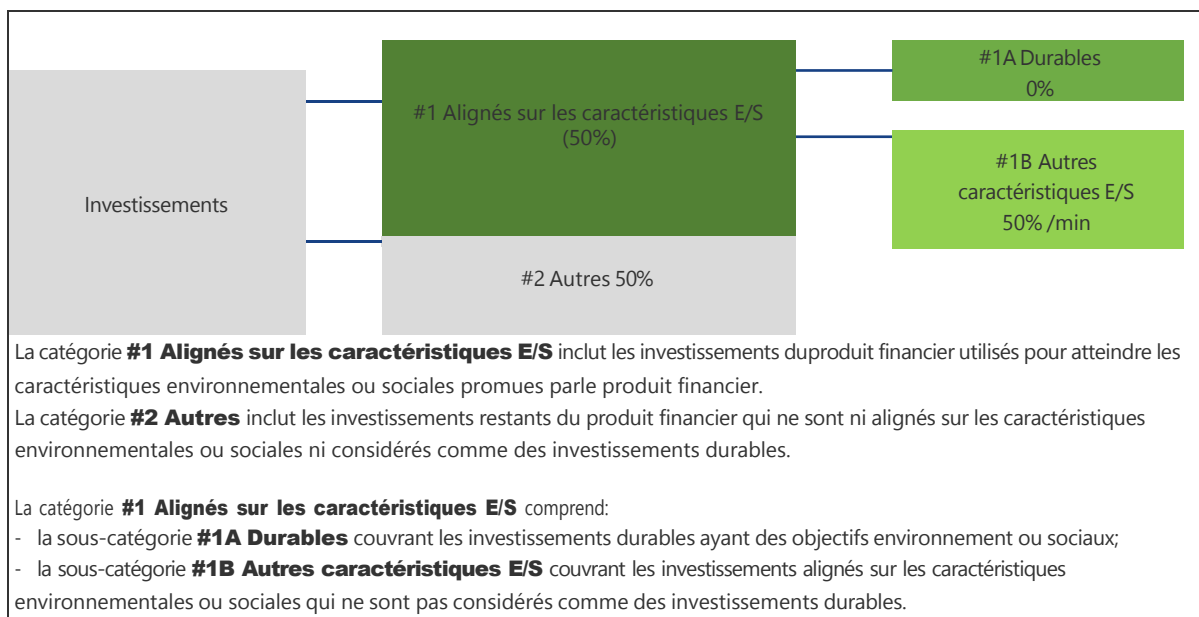 #1A Durables
0%
#1 Alignés sur les caractéristiques E/S
(50%)
#1B Autres
caractéristiques E/S
50% /min
Investissements
#2 Autres 50%
La catégorie #1 Alignés sur les caractéristiques E/S inclut les investissements duproduit financier utilisés pour atteindre les
caractéristiques environnementales ou sociales promues parle produit financier.
La catégorie #2 Autres inclut les investissements restants du produit financier qui ne sont ni alignés sur les caractéristiques
environnementales ou sociales ni considérés comme des investissements durables.
La catégorie #1 Alignés sur les caractéristiques E/S comprend:
- la sous-catégorie #1A Durables couvrant les investissements durables ayant des objectifs environnement ou sociaux;
- la sous-catégorie #1B Autres caractéristiques E/S couvrant les investissements alignés sur les caractéristiques
environnementales ou sociales qui ne sont pas considérés comme des investissements durables.